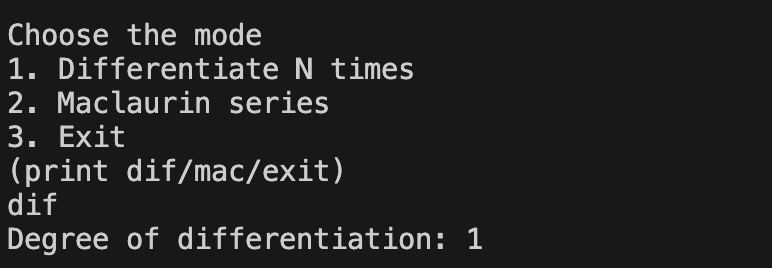 Choose the mode
1. Differentiate N times
2. Maclaurin series
3. Exit
(print dif/mac/exit)
dif
Degree of differentiation: 1